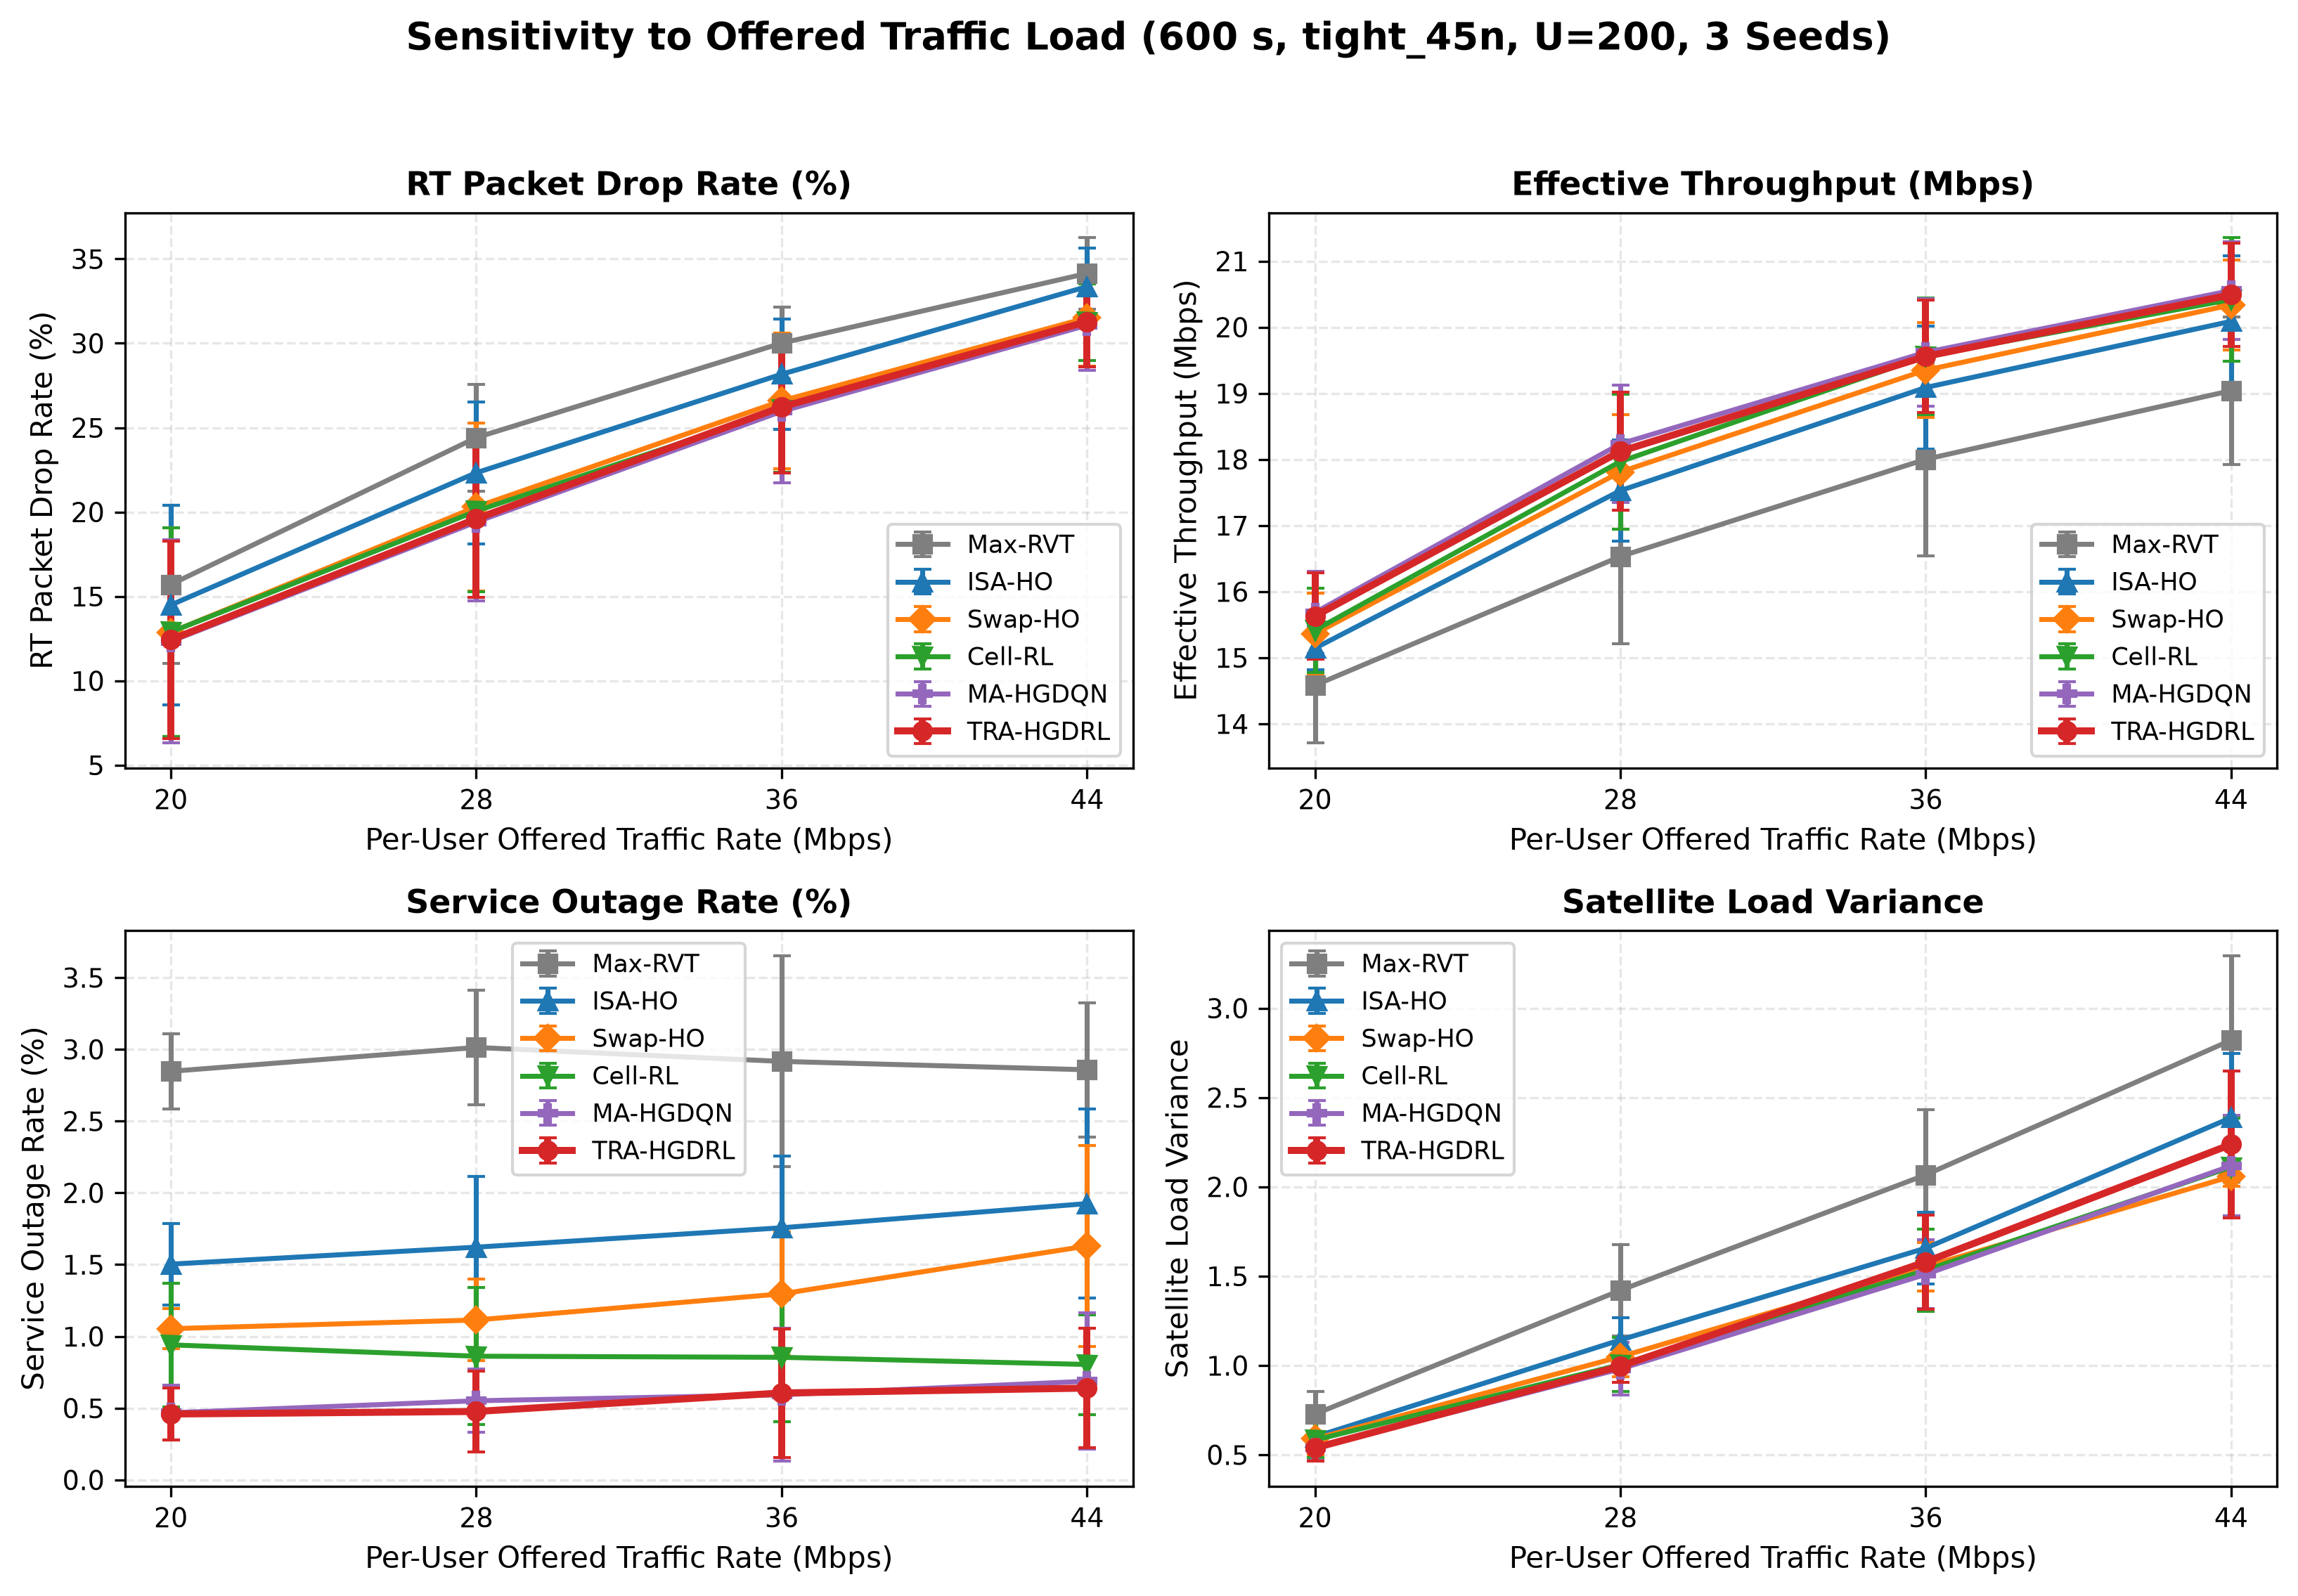 Sensitivity to Offered Traffic Load (600 s, tight_45n, U=200, 3 Seeds)
RT Packet Drop Rate (%)
RT Packet Drop Rate (%)
35
30
25
20
15
10
5
Max-RVT
ISA-HO
Swap-HO
Cell-RL
MA-HGDQN
TRA-HGDRL
20 28 36 44
Per-User Offered Traffic Rate (Mbps)
Effective Throughput (Mbps)
Effective Throughput (Mbps)
21
20
19
18
17
16
15
14
Max-RVT
ISA-HO
Swap-HO
Cell-RL
MA-HGDQN
TRA-HGDRL
20 28 36 44
Per-User Offered Traffic Rate (Mbps)
Service Outage Rate (%)
Service Outage Rate (%)
3.5
3.0
2.5
2.0
1.5
1.0
0.5
0.0
Max-RVT
ISA-HO
Swap-HO
Cell-RL
MA-HGDQN
TRA-HGDRL
20 28 36 44
Per-User Offered Traffic Rate (Mbps)
Satellite Load Variance
Satellite Load Variance
3.0
2.5
2.0
1.5
1.0
0.5
Max-RVT
ISA-HO
Swap-HO
Cell-RL
MA-HGDQN
TRA-HGDRL
20 28 36 44
Per-User Offered Traffic Rate (Mbps)